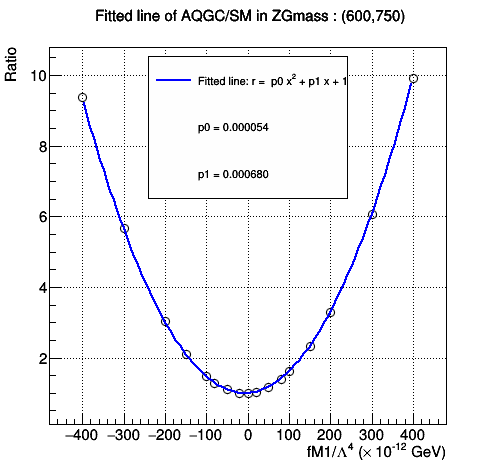 Fitted line of AQGC/SM in ZGmass : (600,750)
Ratio
Fitted line: r = p0 x² + p1 x + 1
p0 = 0.000054
p1 = 0.000680
10
8
6
4
2
−400 −300 −200 −100 0 100 200 300 400
fM1/Λ⁴ (× 10⁻¹² GeV)